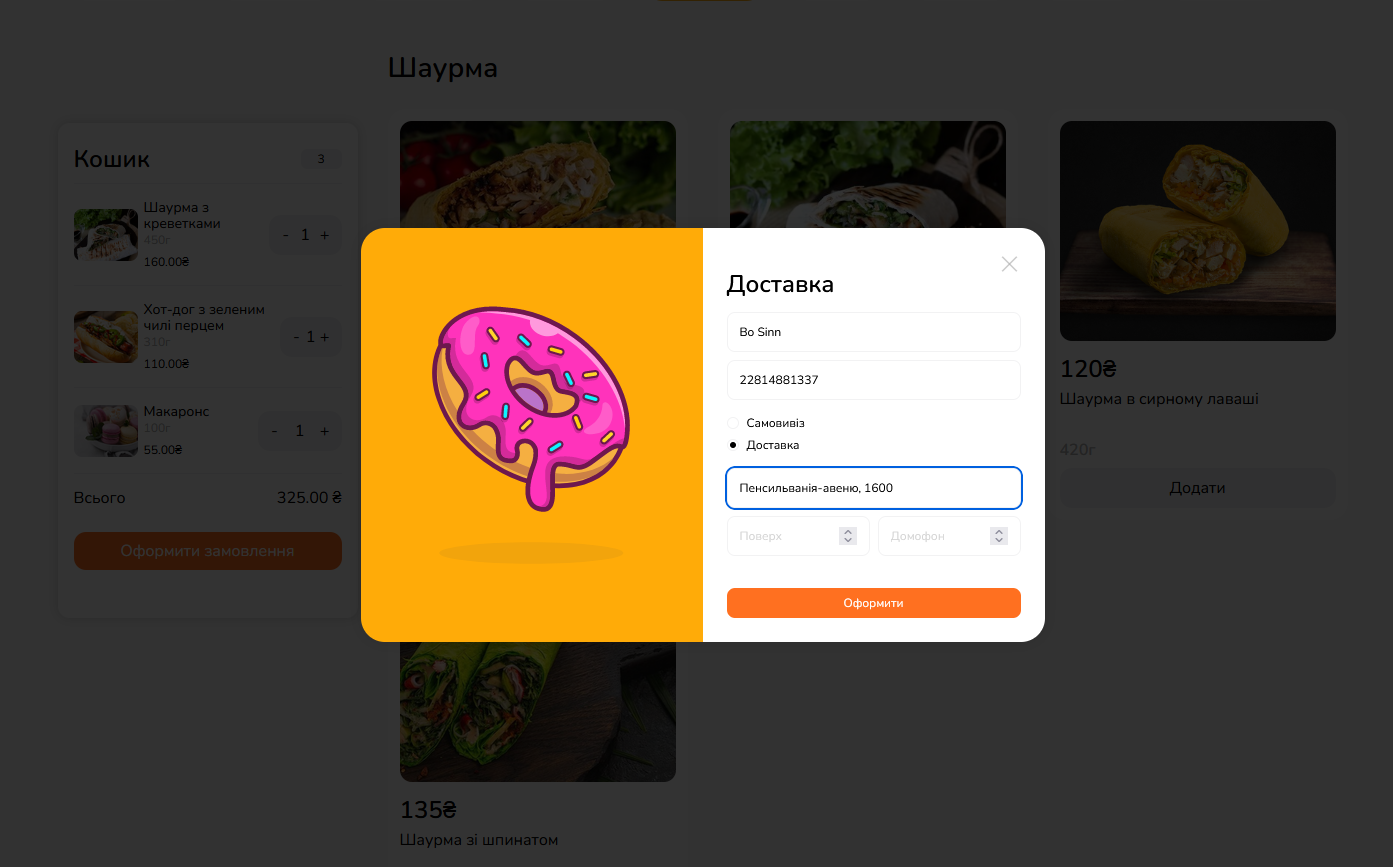 Шаурма
Кошик
3
Шаурма з
креветками
450г
160.00₴
- 1 +
Хот-дог з зеленим
чилі перцем
310г
110.00₴
- 1 +
Макаронс
100г
55.00₴
- 1 +
Всього 325.00 ₴
Оформити замовлення
Доставка
Bo Sinn
22814881337
Самовивіз
Доставка
Пенсильванія-авеню, 1600
Поверх
Домофон
Оформити
120₴
Шаурма в сирному лаваші
420г
Додати
135₴
Шаурма зі шпинатом